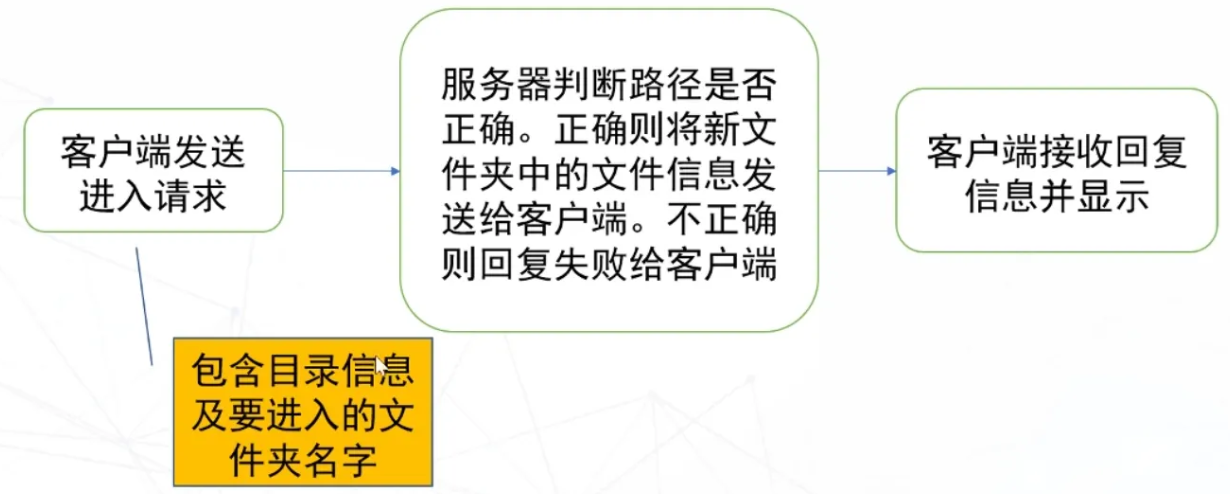 客户端发送
进入请求
服务器判断路径是否
正确。正确则将新文
件夹中的文件信息发
送给客户端。不正确
则回复失败给客户端
客户端接收回复
信息并显示
包含目录信息
及要进入的文
件夹名字